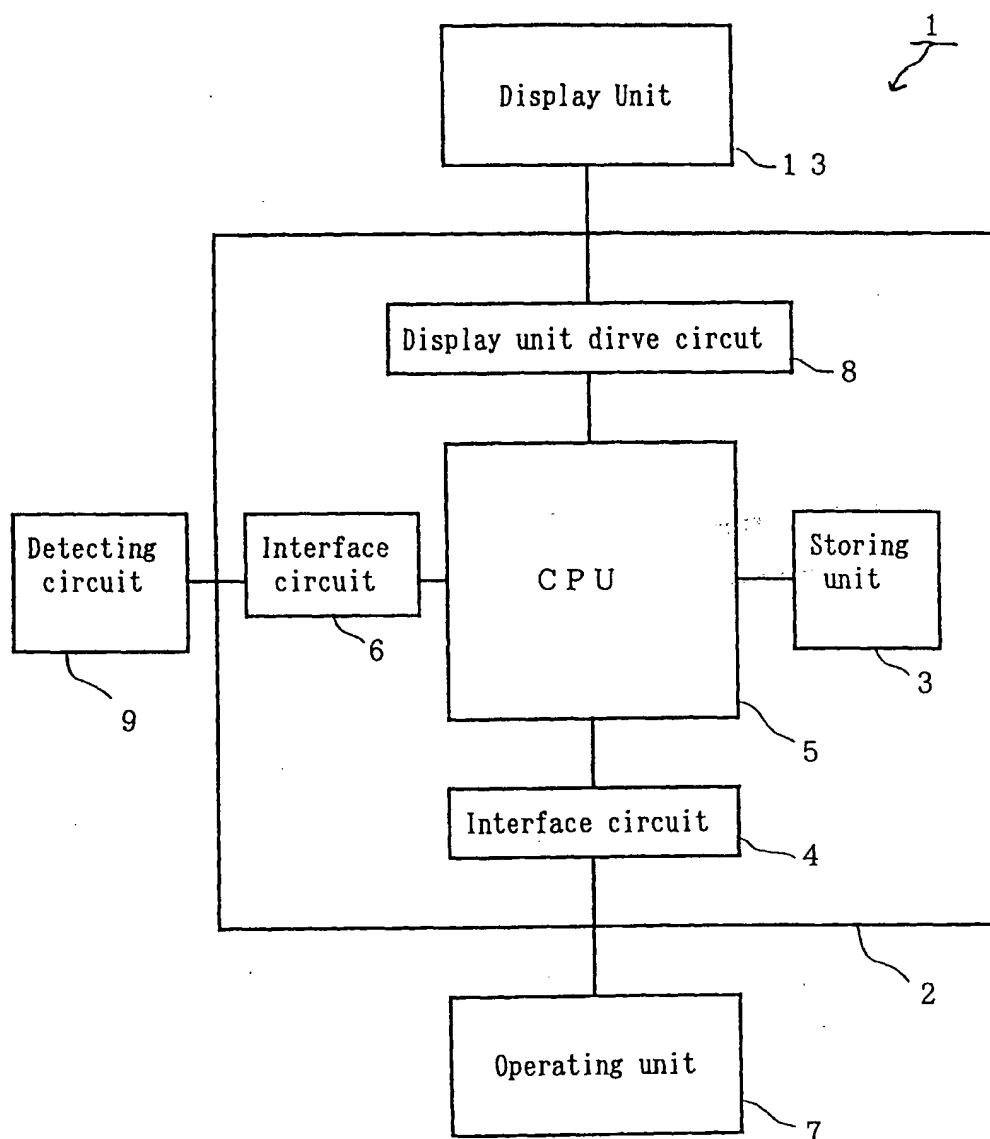 1
Display Unit
13
Display unit dirve circut
8
Detecting
circuit
9
Interface
circuit
6
CPU
5
Storing
unit
3
Interface circuit
4
2
Operating unit
7